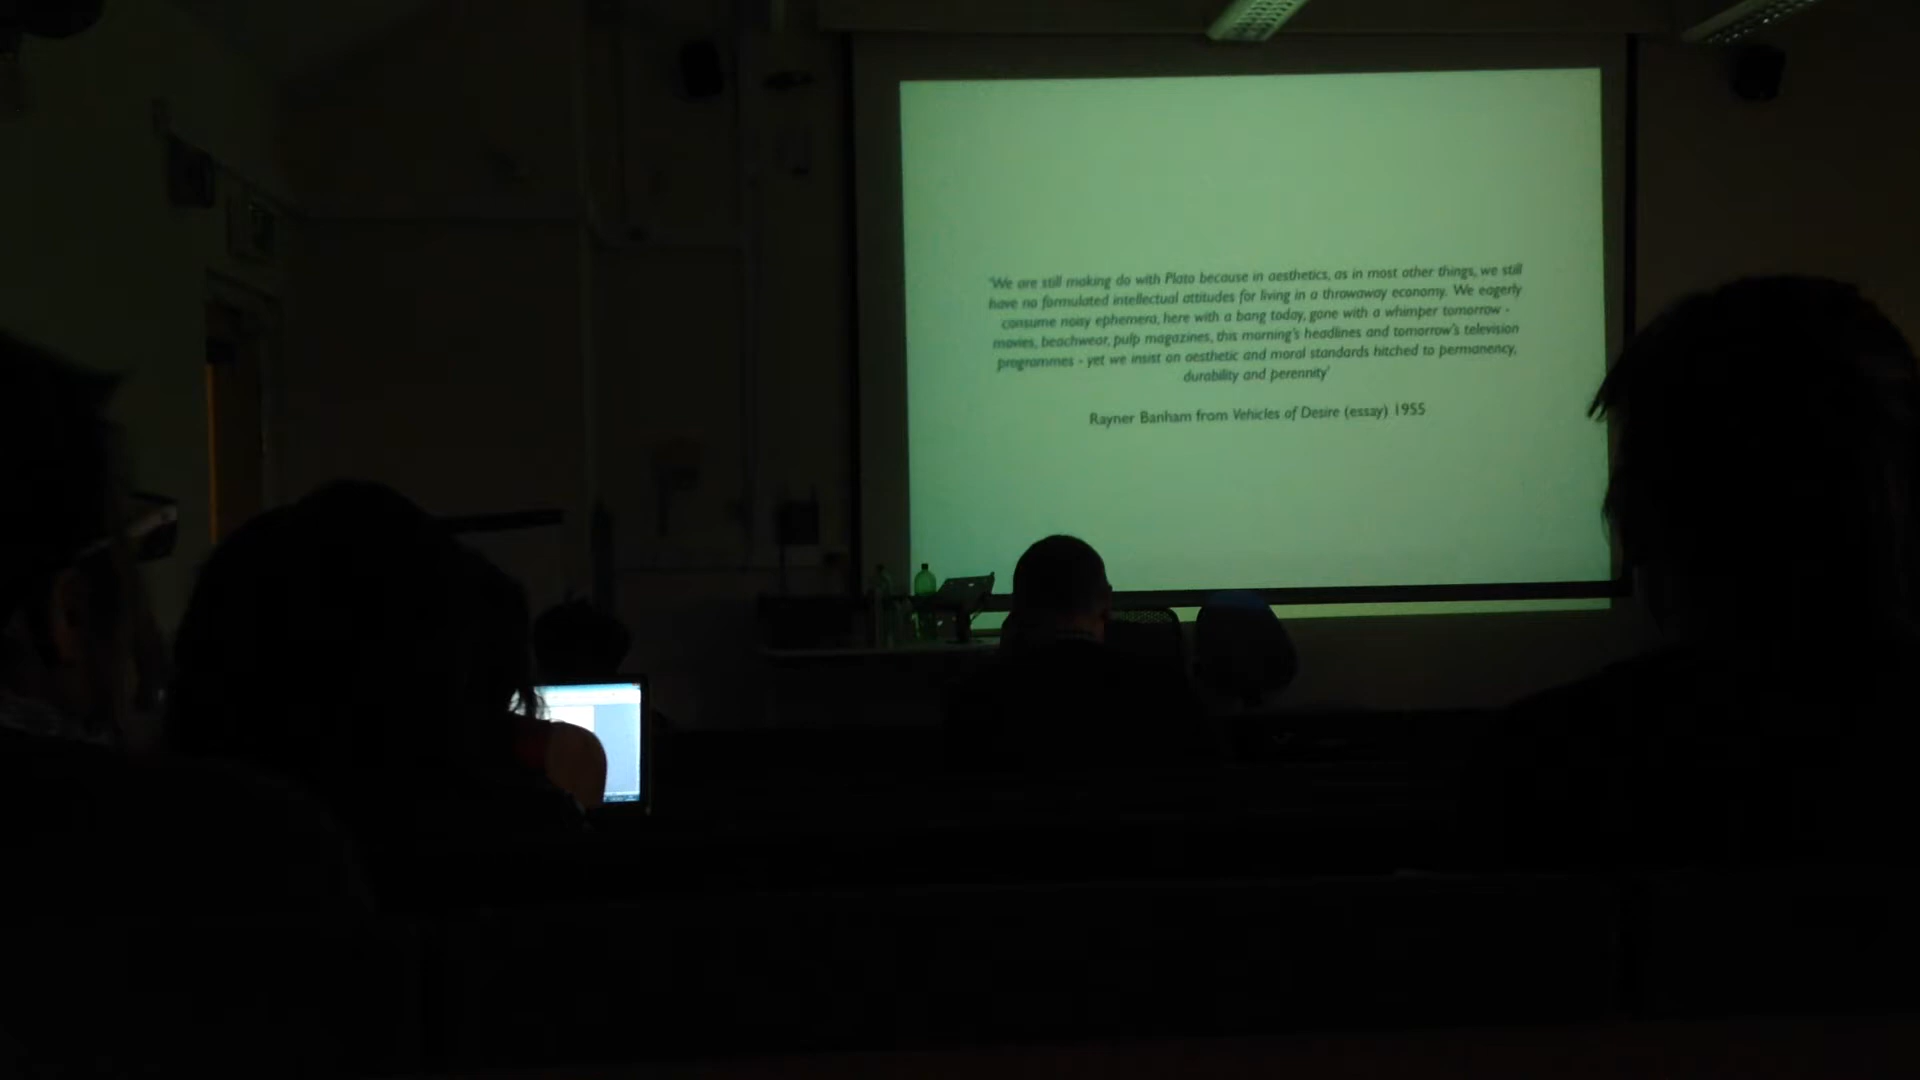 'We are still making do with Plato because in aesthetics, as in most other things, we still
have no formulated intellectual attitudes for living in a throwaway economy. We eagerly
consume noisy ephemera, here with a bang today, gone with a whimper tomorrow -
movies, beachwear, pulp magazines, this morning's headlines and tomorrow's television
programmes - yet we insist on aesthetic and moral standards hitched to permanency,
durability and perennity'
Rayner Banham from Vehicles of Desire (essay) 1955